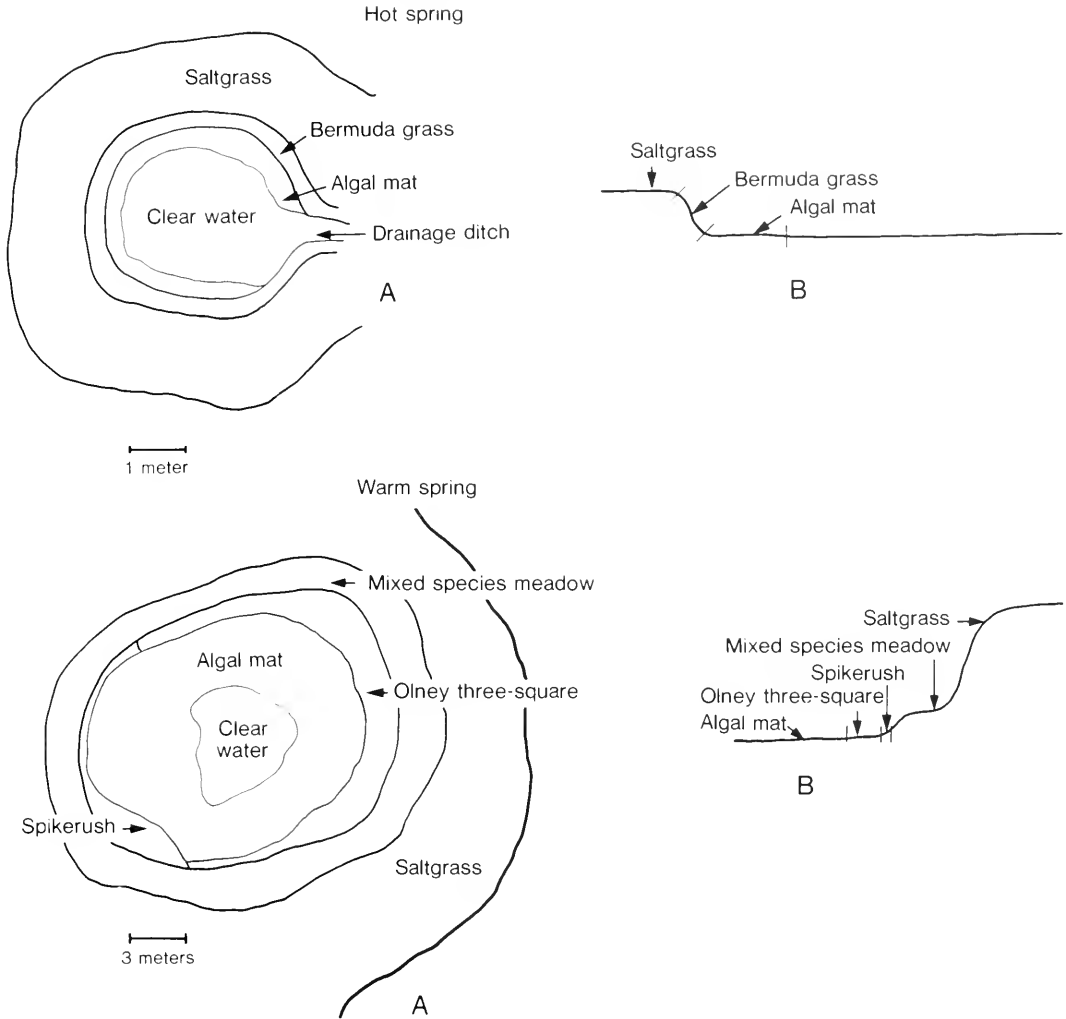 Hot spring
Saltgrass
Bermuda grass
Algal mat
Clear water
Drainage ditch
A
1 meter
Saltgrass
Bermuda grass
Algal mat
B
Warm spring
Mixed species meadow
Algal mat
Olney three-square
Clear
water
Spikerush
Saltgrass
3 meters
A
Saltgrass
Mixed species meadow
Spikerush
Olney three-square
Algal mat
B